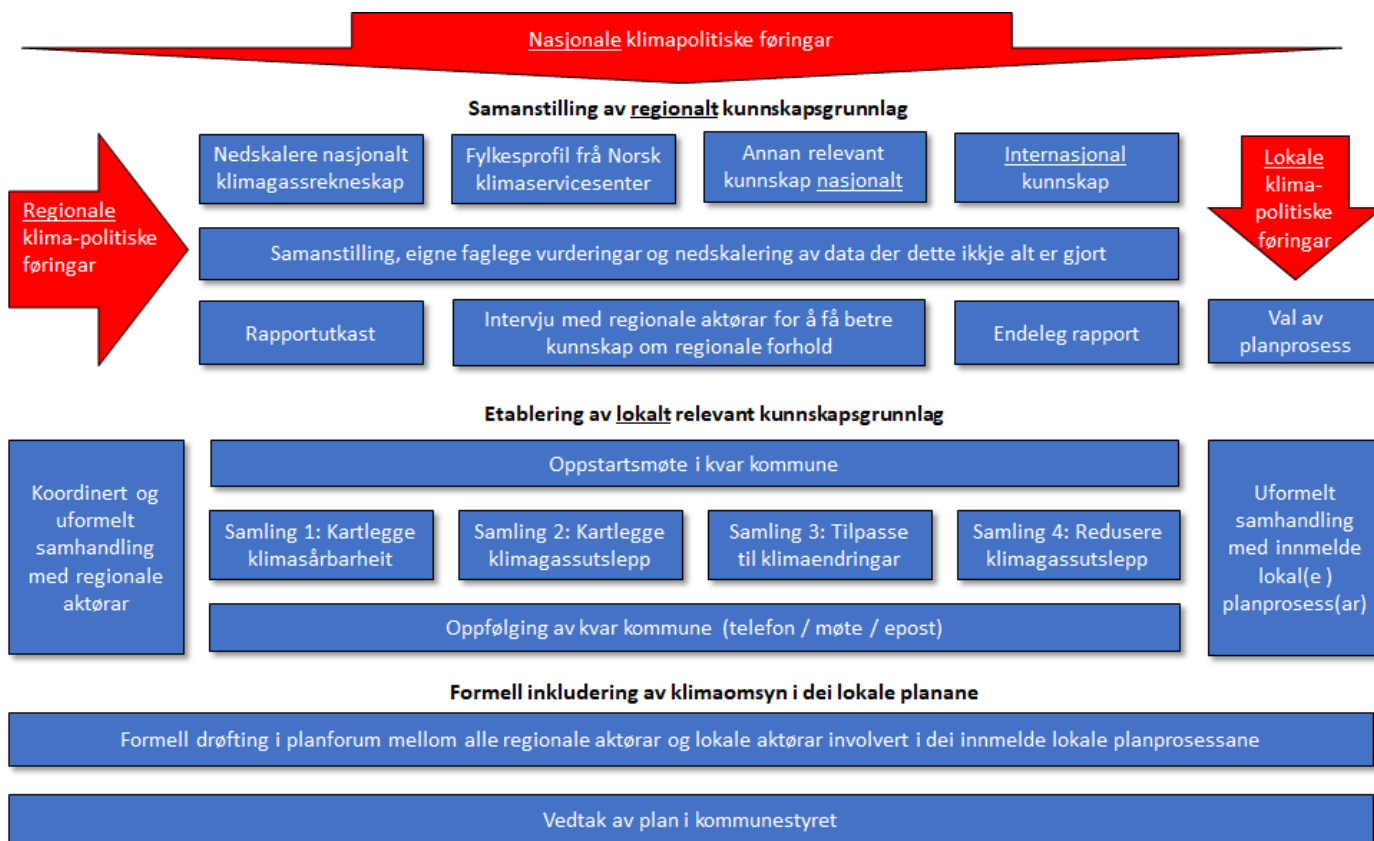 Nasjonale klimapolitiske føringar
Samanstilling av regionalt kunnskapsgrunnlag
Nedskalere nasjonalt
klimagassrekneskap
Fylkesprofil frå Norsk
klimaservicesenter
Annan relevant
kunnskap nasjonalt
Internasjonal
kunnskap
Regionale
klima-politiske
føringar
Lokale
klima-
politiske
føringar
Samanstilling, eigne faglege vurderingar og nedskalering av data der dette ikkje alt er gjort
Rapportutkast
Intervju med regionale aktørar for å få betre
kunnskap om regionale forhold
Endeleg rapport
Val av
planprosess
Etablering av lokalt relevant kunnskapsgrunnlag
Koordinert og
uformelt
samhandling
med regionale
aktørar
Oppstartsmøte i kvar kommune
Samling 1: Kartlegge
klimasårbarheit
Samling 2: Kartlegge
klimagassutslepp
Samling 3: Tilpasse
til klimaendringar
Samling 4: Redusere
klimagassutslepp
Oppfølging av kvar kommune (telefon / møte / epost)
Uformelt
samhandling
med innmelde
lokal(e )
planprosess(ar)
Formell inkludering av klimaomsyn i dei lokale planane
Formell drøfting i planforum mellom alle regionale aktørar og lokale aktørar involvert i dei innmelde lokale planprosessane
Vedtak av plan i kommunestyret